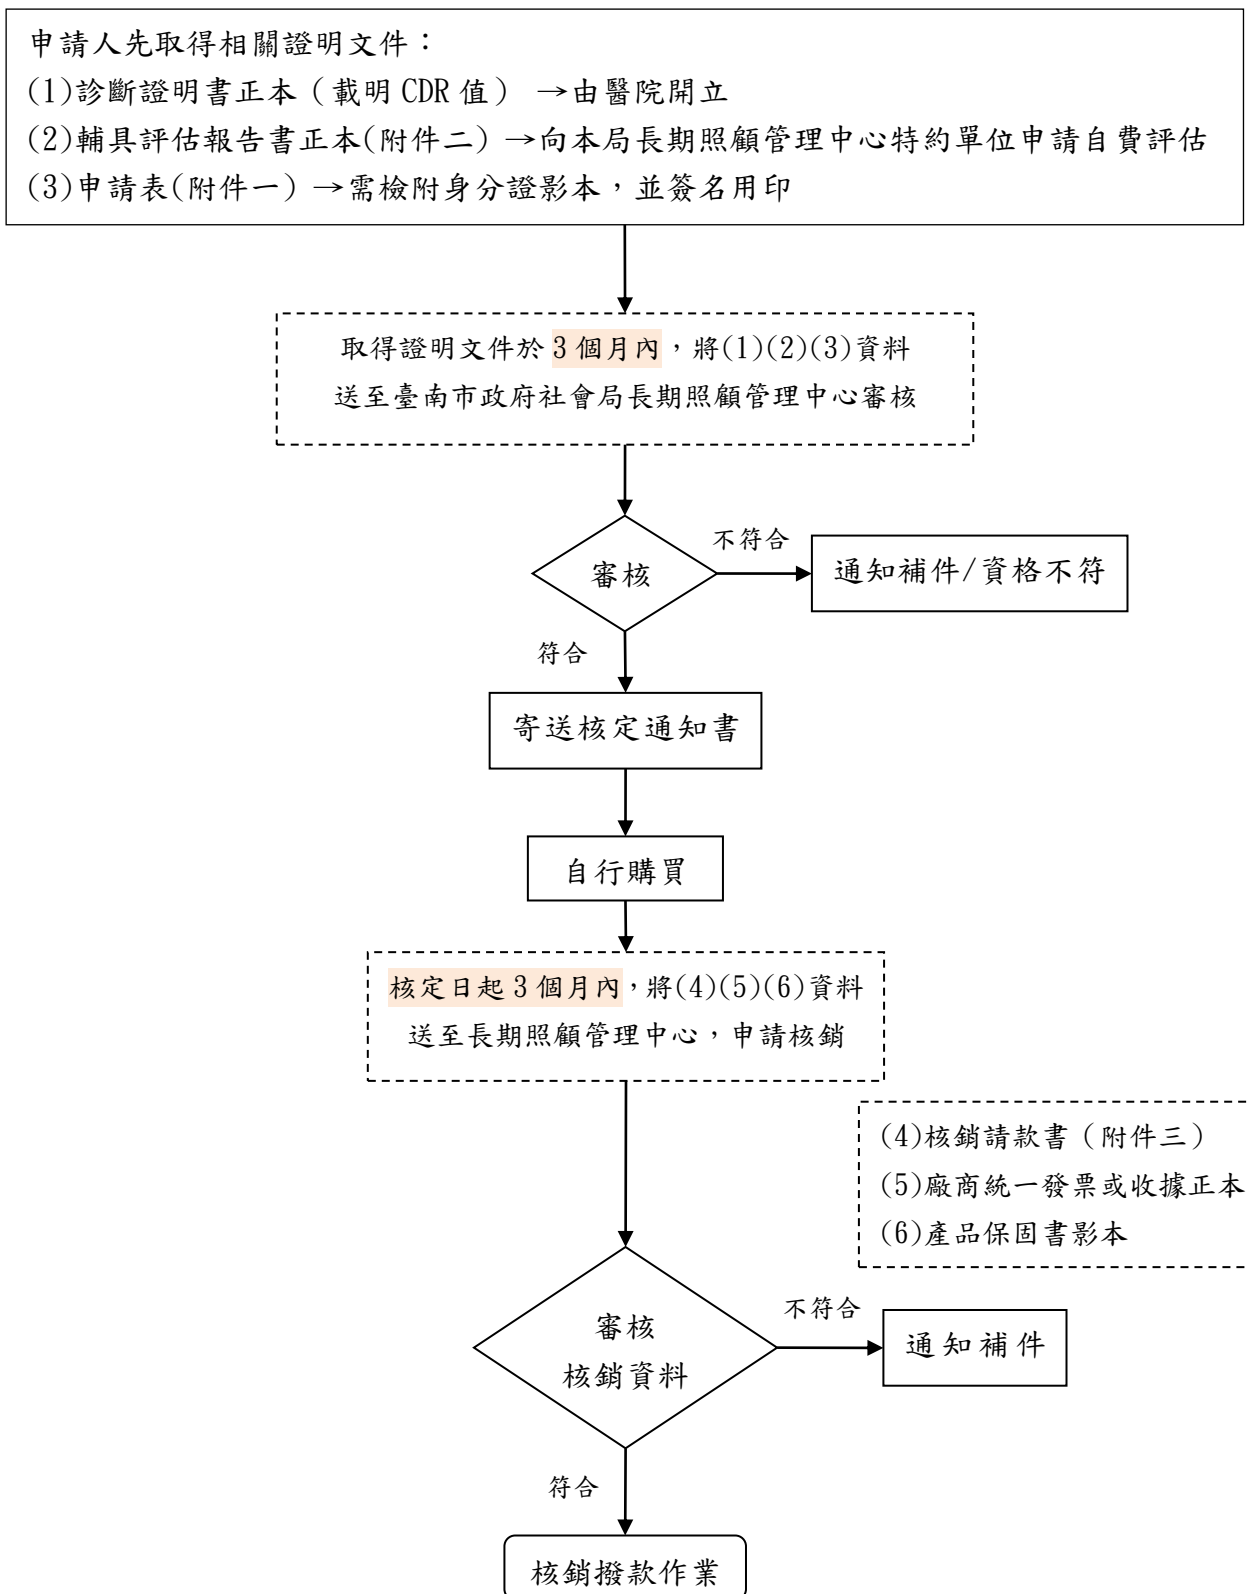 申請人先取得相關證明文件：
(1)診斷證明書正本（載明 CDR 值） →由醫院開立
(2)輔具評估報告書正本(附件二) →向本局長期照顧管理中心特約單位申請自費評估
(3)申請表(附件一) →需檢附身分證影本，並簽名用印
取得證明文件於 3 個月內，將(1)(2)(3)資料
送至臺南市政府社會局長期照顧管理中心審核
不符合
審核
通知補件/資格不符
符合
寄送核定通知書
自行購買
核定日起 3 個月內，將(4)(5)(6)資料
送至長期照顧管理中心，申請核銷
(4)核銷請款書（附件三）
(5)廠商統一發票或收據正本
(6)產品保固書影本
不符合
審核
核銷資料
通知補件
符合
核銷撥款作業